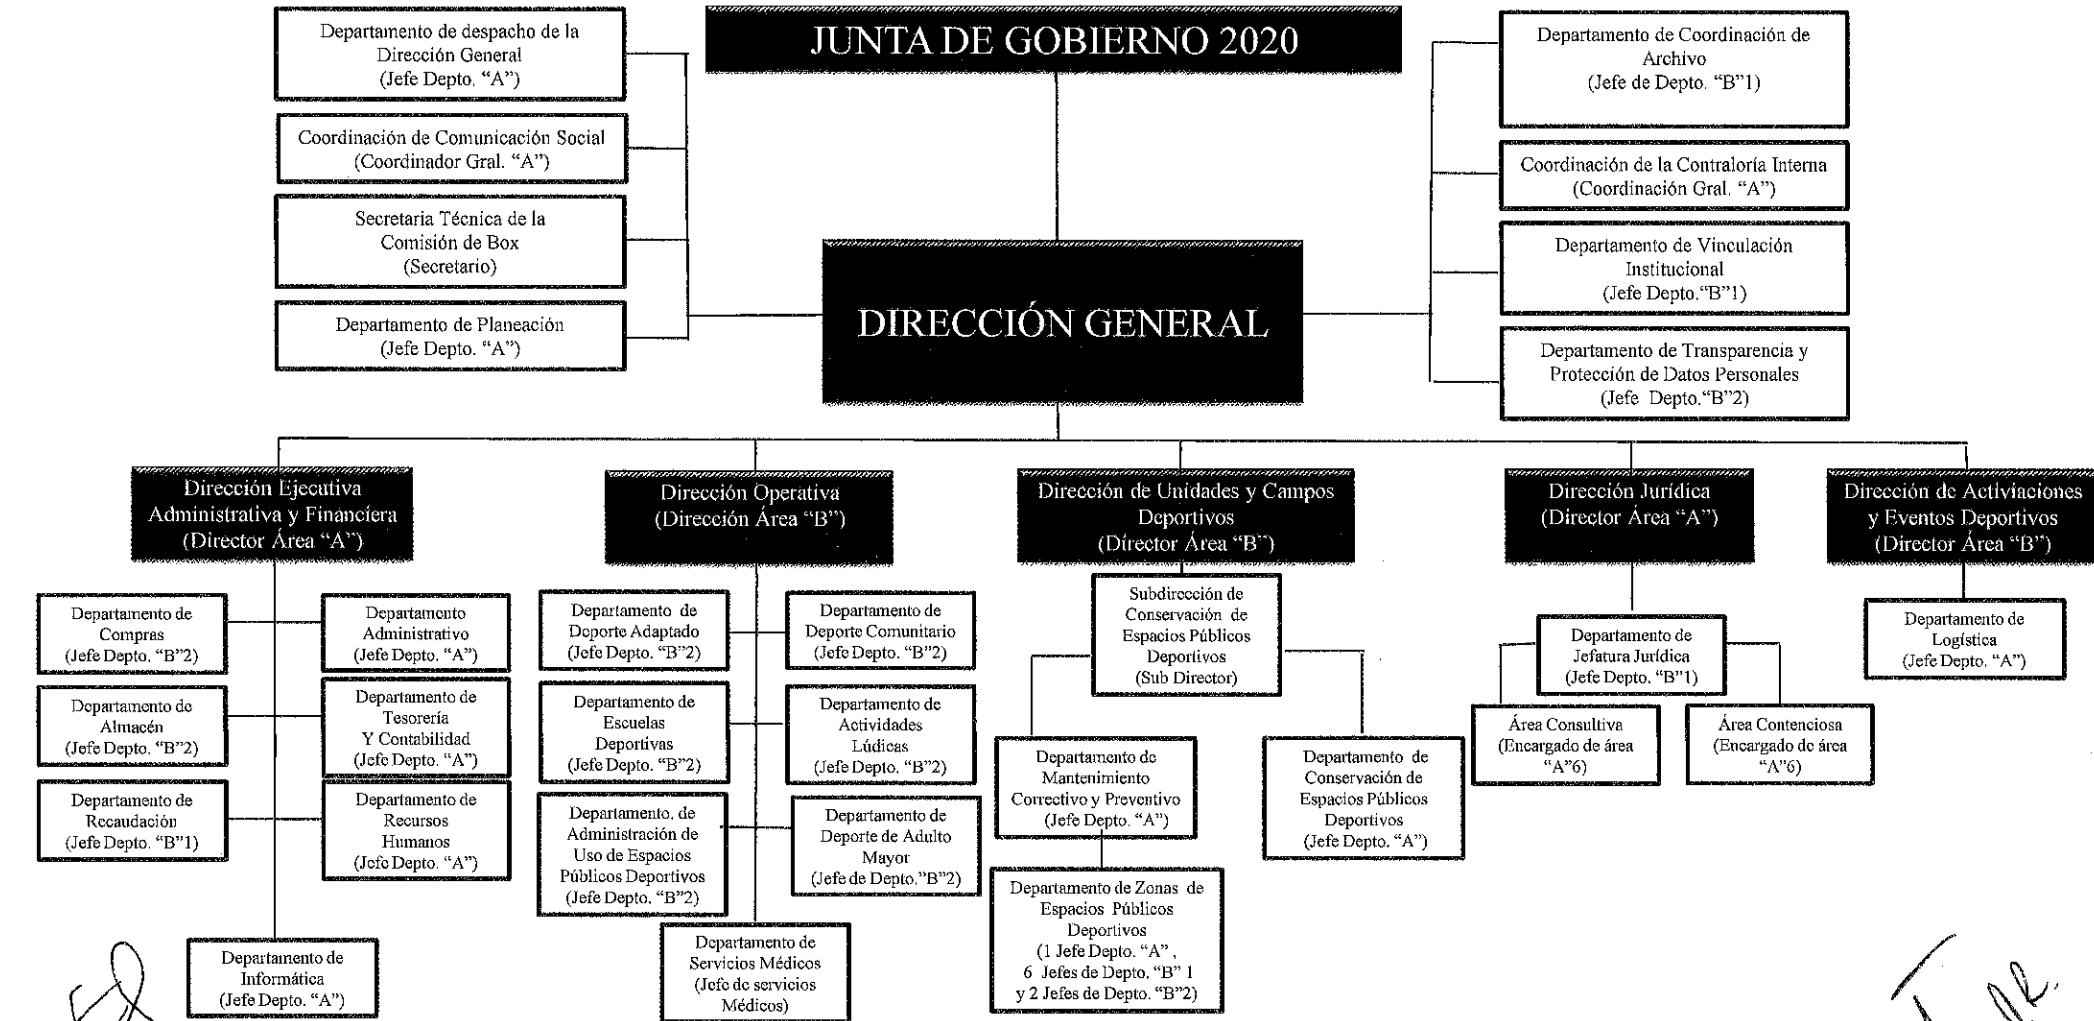 JUNTA DE GOBIERNO 2020
Departamento de despacho de la
Dirección General
(Jefe Depto. “A”)
Coordinación de Comunicación Social
(Coordinador Gral. “A”)
Secretaria Técnica de la
Comisión de Box
(Secretario)
Departamento de Planeación
(Jefe Depto. “A”)
DIRECCIÓN GENERAL
Departamento de Coordinación de
Archivo
(Jefe de Depto. “B”1)
Coordinación de la Contraloría Interna
(Coordinación Gral. “A”)
Departamento de Vinculación
Institucional
(Jefe Depto.“B”1)
Departamento de Transparencia y
Protección de Datos Personales
(Jefe Depto.“B”2)
Dirección Ejecutiva
Administrativa y Financiera
(Director Área “A”)
Departamento de
Compras
(Jefe Depto. “B”2)
Departamento
Administrativo
(Jefe Depto. “A”)
Departamento de
Almacén
(Jefe Depto. “B”2)
Departamento de
Tesorería
Y Contabilidad
(Jefe Depto. “A”)
Departamento de
Recaudación
(Jefe Depto. “B”1)
Departamento de
Recursos
Humanos
(Jefe Depto. “A”)
Departamento de
Informática
(Jefe Depto. “A”)
Dirección Operativa
(Dirección Área “B”)
Departamento de
Deporte Adaptado
(Jefe Depto. “B”2)
Departamento de
Deporte Comunitario
(Jefe Depto. “B”2)
Departamento de
Escuelas
Deportivas
(Jefe Depto. “B”2)
Departamento de
Actividades
Lúdicas
(Jefe Depto. “B”2)
Departamento. de
Administración de
Uso de Espacios
Públicos Deportivos
(Jefe Depto. “B”2)
Departamento de
Deporte de Adulto
Mayor
(Jefe de Depto.“B”2)
Departamento de
Servicios Médicos
(Jefe de servicios
Médicos)
Dirección de Unidades y Campos
Deportivos
(Director Área “B”)
Subdirección de
Conservación de
Espacios Públicos
Deportivos
(Sub Director)
Departamento de
Mantenimiento
Correctivo y Preventivo
(Jefe Depto. “A”)
Departamento de
Conservación de
Espacios Públicos
Deportivos
(Jefe Depto. “A”)
Departamento de Zonas de
Espacios Públicos
Deportivos
(1 Jefe Depto. “A” ,
6 Jefes de Depto. “B” 1
y 2 Jefes de Depto. “B”2)
Dirección Jurídica
(Director Área “A”)
Departamento de
Jefatura Jurídica
(Jefe Depto. “B”1)
Área Consultiva
(Encargado de área
“A”6)
Área Contenciosa
(Encargado de área
“A”6)
Dirección de Activiaciones
y Eventos Deportivos
(Director Área “B”)
Departamento de
Logística
(Jefe Depto. “A”)